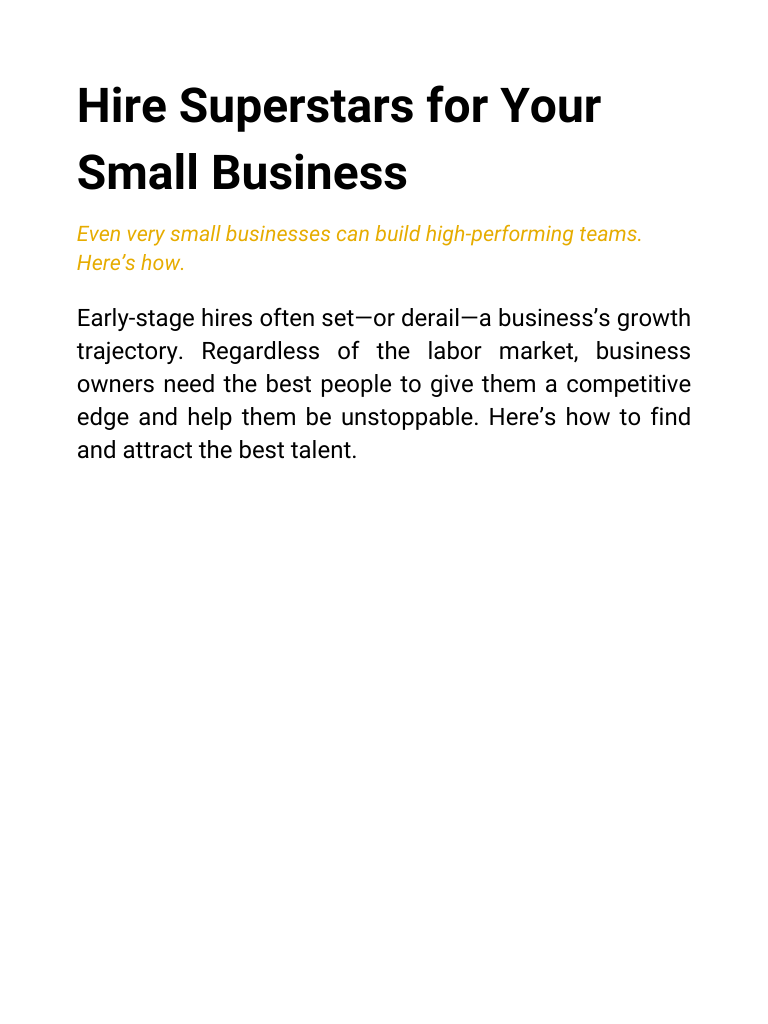 Hire Superstars for Your
Small Business
Even very small businesses can build high-performing teams.
Here’s how.
Early-stage hires often set—or derail—a business’s growth
trajectory. Regardless of the labor market, business
owners need the best people to give them a competitive
edge and help them be unstoppable. Here’s how to find
and attract the best talent.